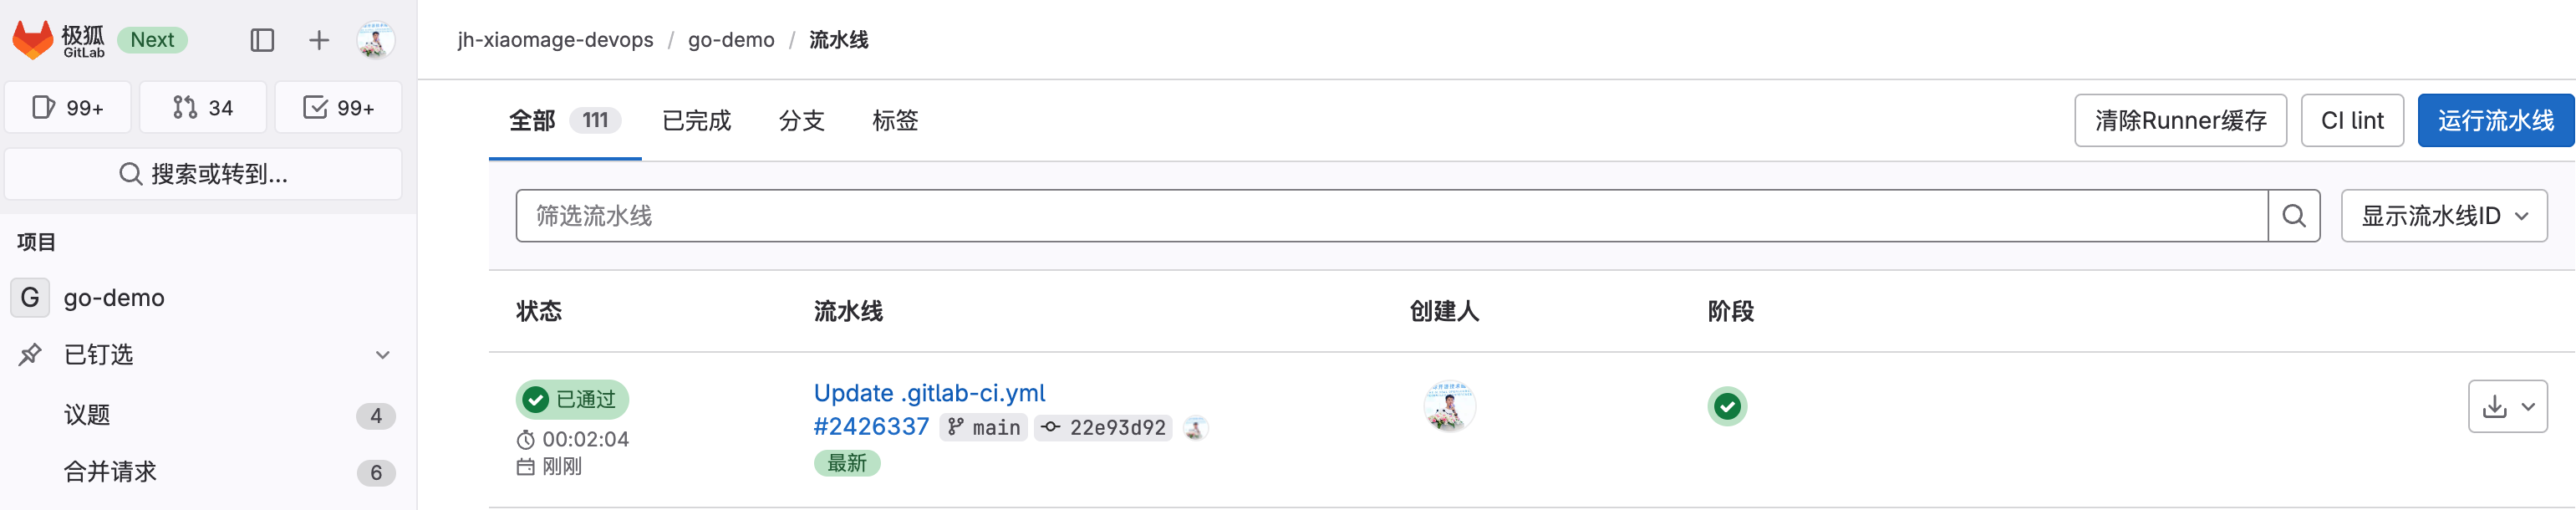 极狐
GitLab
Next
99+
34
99+
搜索或转到...
项目
G go-demo
已钉选
议题 4
合并请求 6
jh-xiaomage-devops / go-demo / 流水线
全部 111 已完成 分支 标签
清除Runner缓存 CI lint 运行流水线
筛选流水线
显示流水线ID
状态 流水线 创建人 阶段
已通过
00:02:04
刚刚
Update .gitlab-ci.yml
#2426337 main 22e93d92
最新